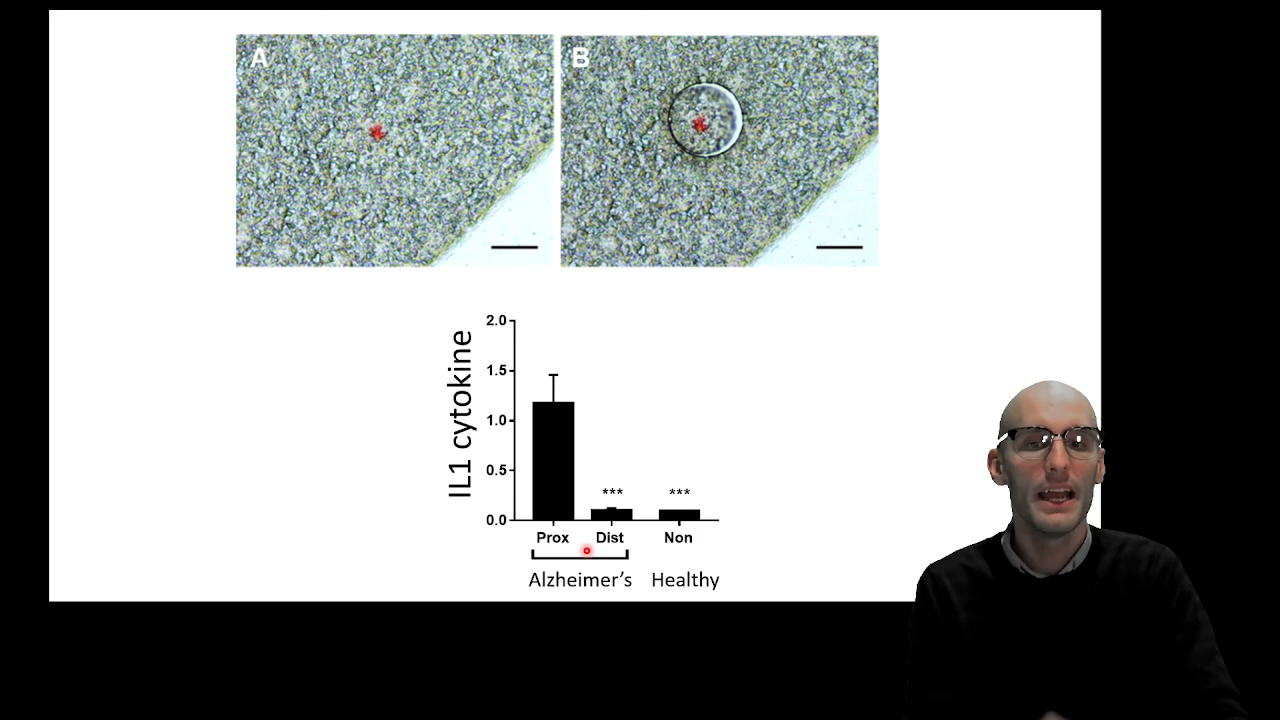 A
B
IL1 cytokine
2.0
1.5
1.0
0.5
0.0
***
***
Prox
Dist
Non
Alzheimer's
Healthy